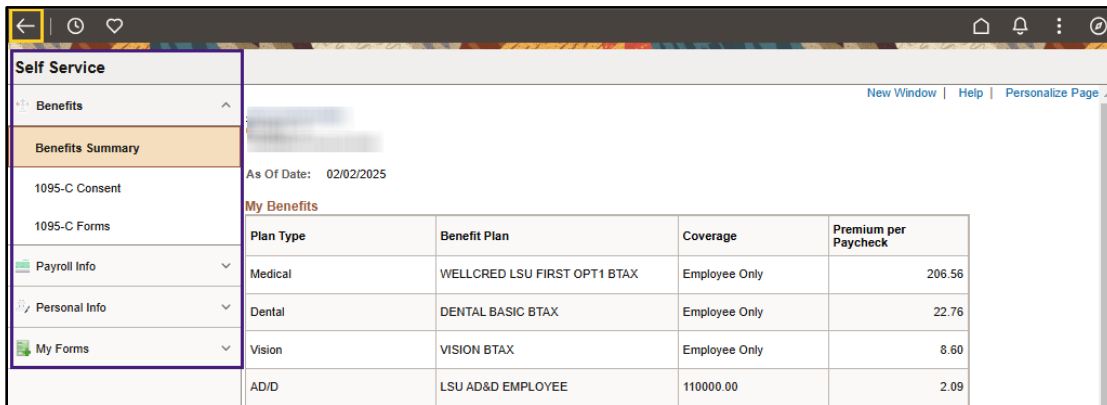 Self Service
Benefits
Benefits Summary
1095-C Consent
1095-C Forms
Payroll Info
Personal Info
My Forms
New Window | Help | Personalize Page
As Of Date: 02/02/2025
My Benefits
Plan Type Benefit Plan Coverage Premium per Paycheck
Medical WELLCRED LSU FIRST OPT1 BTAX Employee Only 206.56
Dental DENTAL BASIC BTAX Employee Only 22.76
Vision VISION BTAX Employee Only 8.60
AD/D LSU AD&D EMPLOYEE 110000.00 2.09